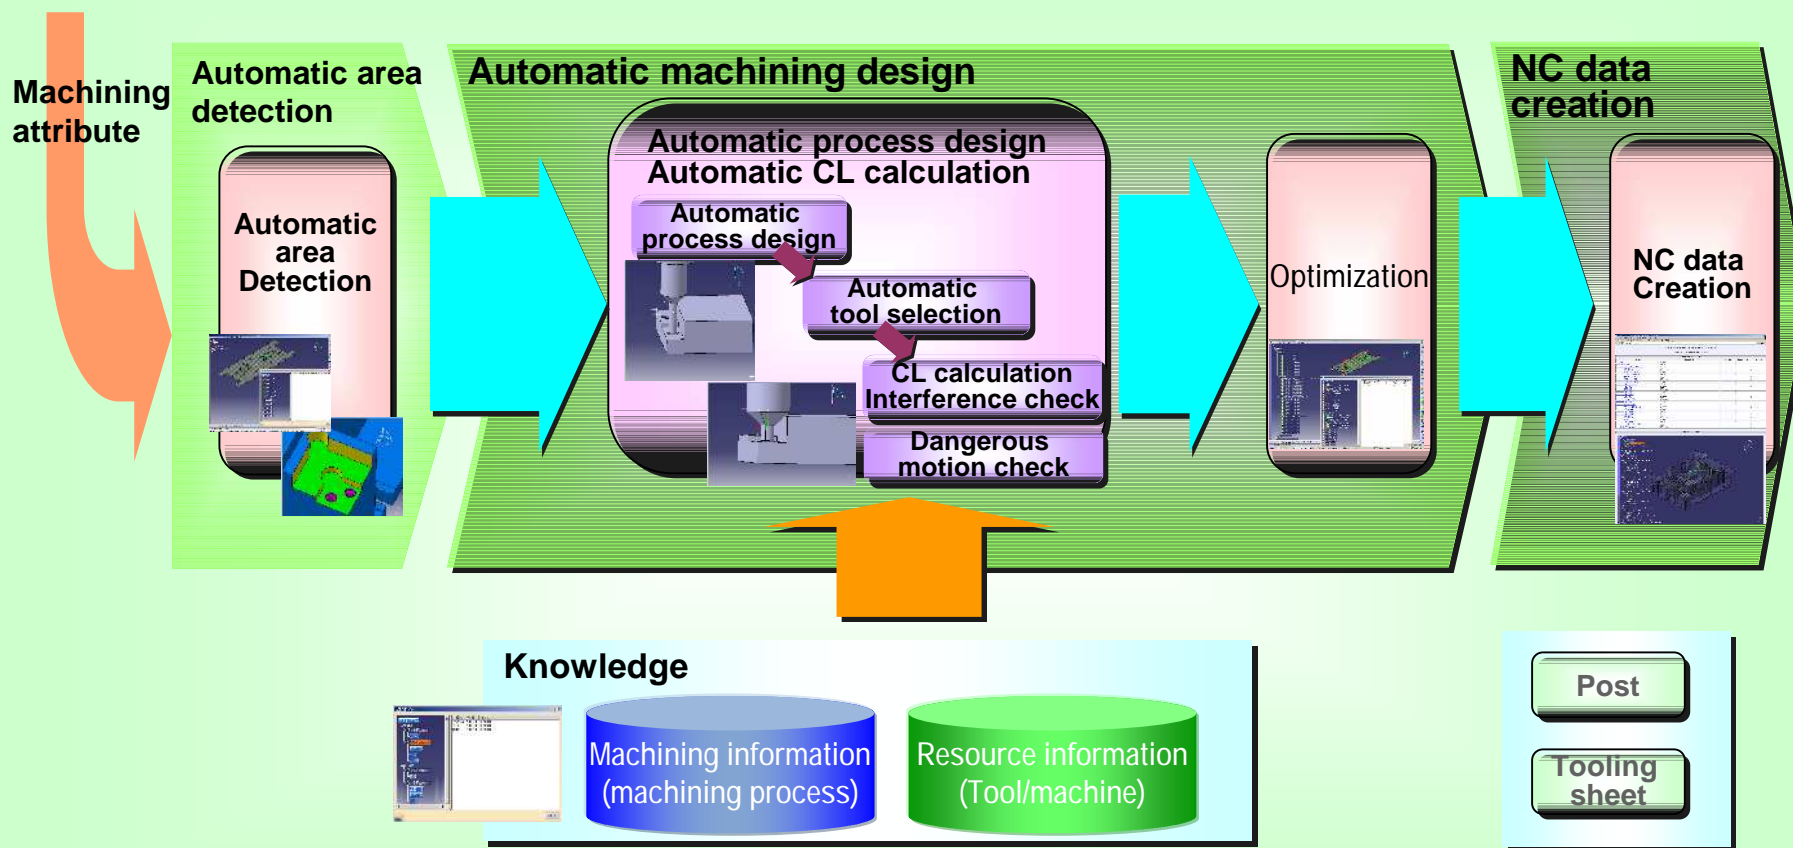 Machining
attribute
Automatic area
detection
Automatic
area
Detection
Automatic machining design
Automatic process design
Automatic CL calculation
Automatic
process design
Automatic
tool selection
CL calculation
Interference check
Dangerous
motion check
Optimization
NC data
creation
NC data
Creation
Knowledge
Machining information
(machining process)
Resource information
(Tool/machine)
Post
Tooling
sheet